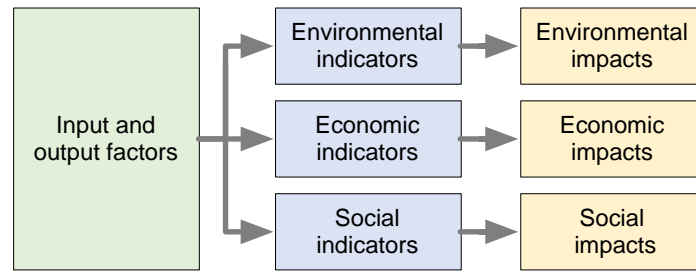 Input and
output factors
Environmental
indicators
Environmental
impacts
Economic
indicators
Economic
impacts
Social
indicators
Social
impacts